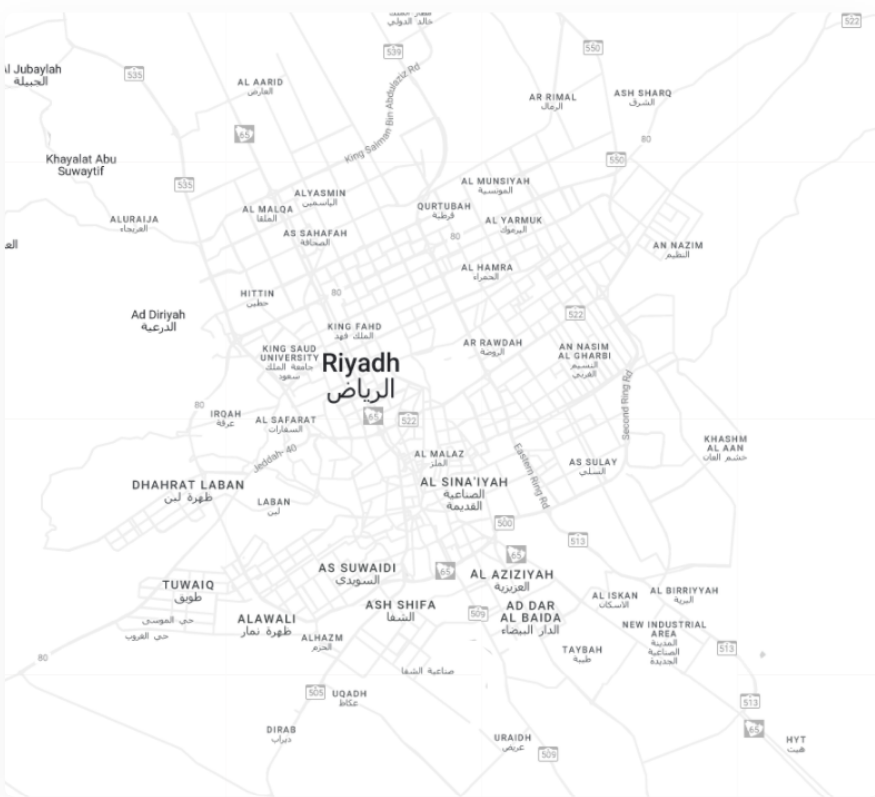 خالد الدولي
522
539
550
Al Jubaylah
الجبيلة
535
AL AARID
العارض
King Salman Bin Abdulaziz Rd
AR RIMAL
الرمال
ASH SHARQ
الشرق
65
80
Khayalat Abu
Suwaytif
550
535
ALYASMIN
الياسمين
AL MUNSIYAH
المونسية
AL MALQA
الملقا
QURTUBAH
قرطبة
ALURAIJA
العريجاء
AL YARMUK
اليرموك
AS SAHAFAH
الصحافة
80
AN NAZIM
النظيم
AL HAMRA
الحمراء
HITTIN
حطين
80
Ad Diriyah
الدرعية
522
KING FAHD
الملك فهد
AR RAWDAH
الروضة
KING SAUD
UNIVERSITY
جامعة الملك
سعود
AN NASIM
AL GHARBI
النسيم
الغربي
Riyadh
الرياض
Second Ring Rd
80
IRQAH
عرقة
AL SAFARAT
السفارات
65
522
Jeddah- 40
AL MALAZ
الملز
Eastern Ring Rd
AS SULAY
السلي
KHASHM
AL AAN
خشم العان
DHAHRAT LABAN
ظهرة لبن
AL SINA'IYAH
الصناعية
القديمة
LABAN
لبن
500
513
65
AS SUWAIDI
السويدي
65
AL AZIZIYAH
العزيزية
TUWAIQ
طويق
AL ISKAN
الاسكان
AL BIRRIYYAH
البرية
ASH SHIFA
الشفا
509
AD DAR
AL BAIDA
الدار البيضاء
حي الموسى
حي القروب
ALAWALI
ظهرة نمار
ALHAZM
الحزم
NEW INDUSTRIAL
AREA
المدينة
الصناعية
الجديدة
TAYBAH
طيبة
513
80
صناعية الشفا
505
UQADH
عكاظ
513
65
DIRAB
ديراب
URAIDH
عريض
509
HYT
هيت